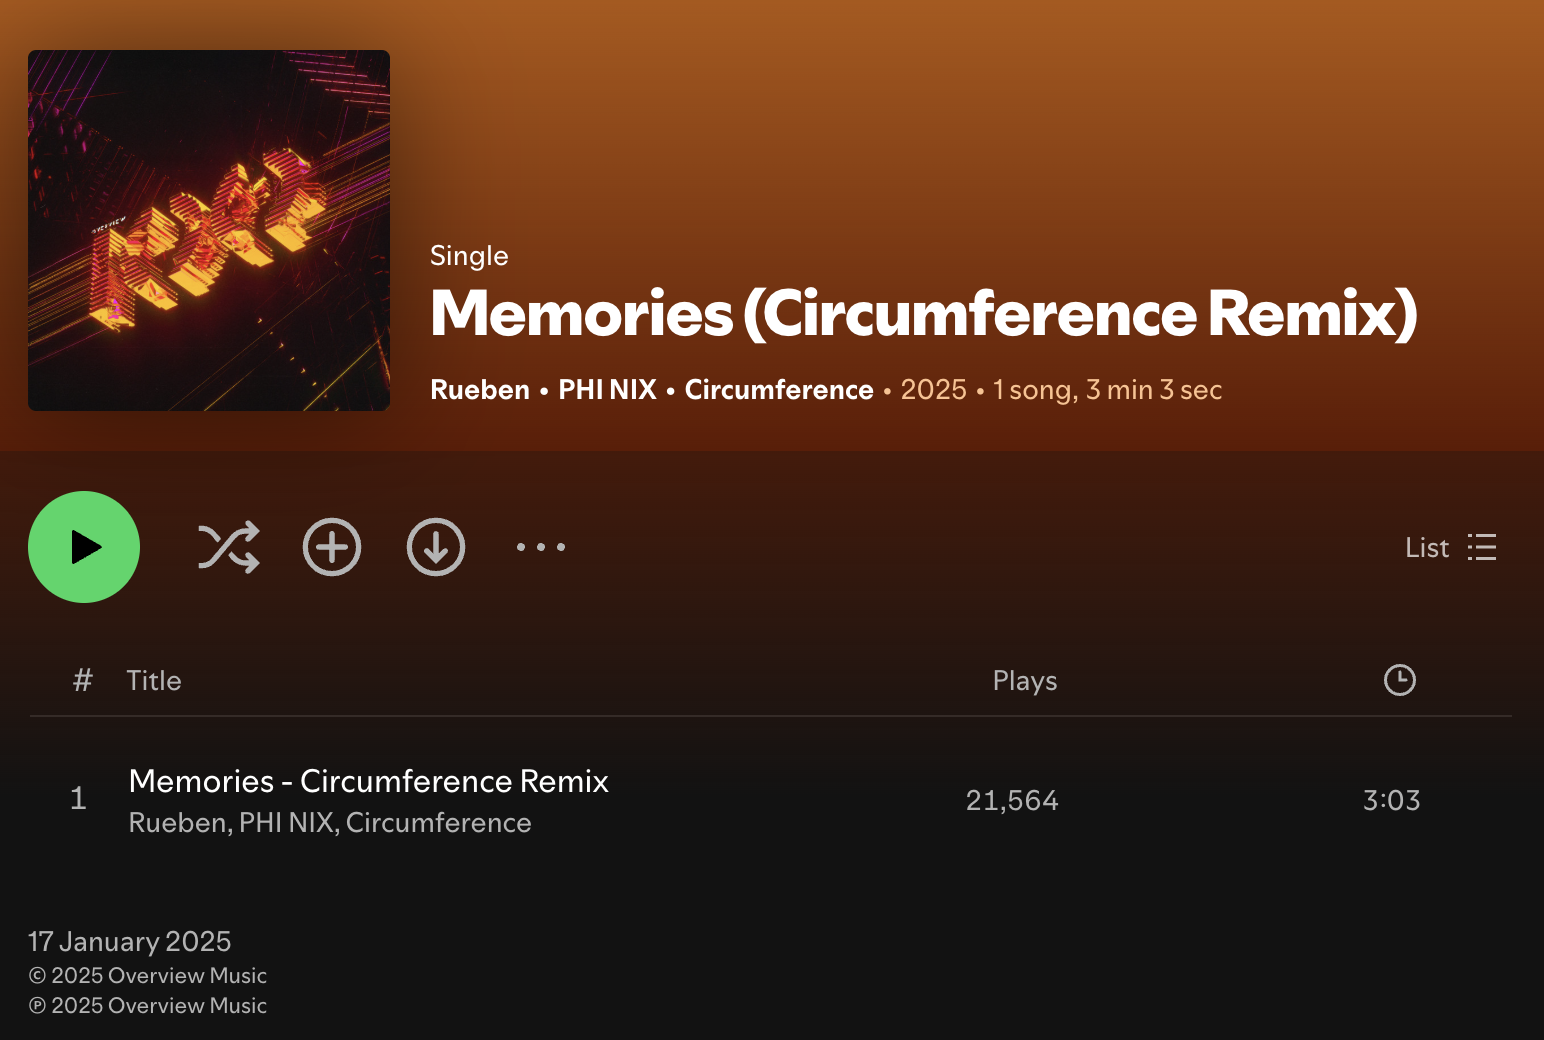 OVERVIEW
Single
Memories (Circumference Remix)
Rueben • PHI NIX • Circumference • 2025 • 1 song, 3 min 3 sec
List
# Title Plays
1 Memories - Circumference Remix 21,564 3:03
Rueben, PHI NIX, Circumference
17 January 2025
© 2025 Overview Music
℗ 2025 Overview Music